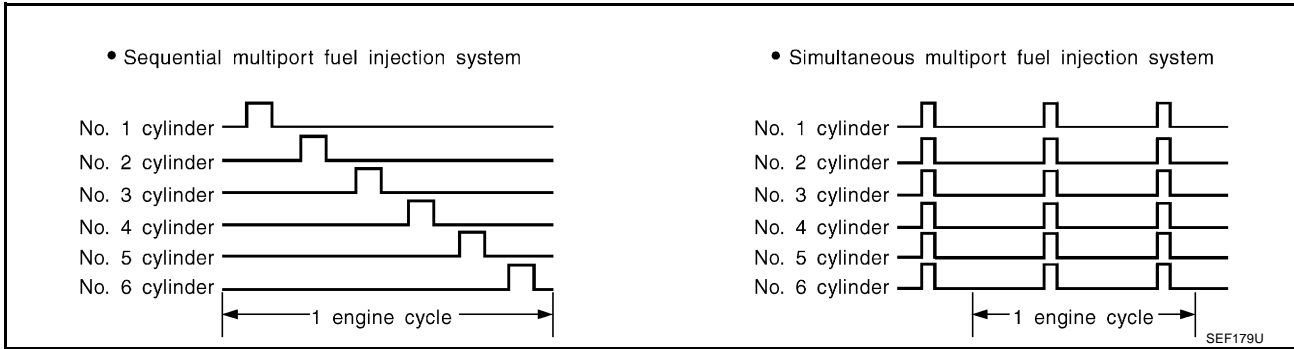 • Sequential multiport fuel injection system
No. 1 cylinder
No. 2 cylinder
No. 3 cylinder
No. 4 cylinder
No. 5 cylinder
No. 6 cylinder
1 engine cycle
• Simultaneous multiport fuel injection system
No. 1 cylinder
No. 2 cylinder
No. 3 cylinder
No. 4 cylinder
No. 5 cylinder
No. 6 cylinder
1 engine cycle
SEF179U